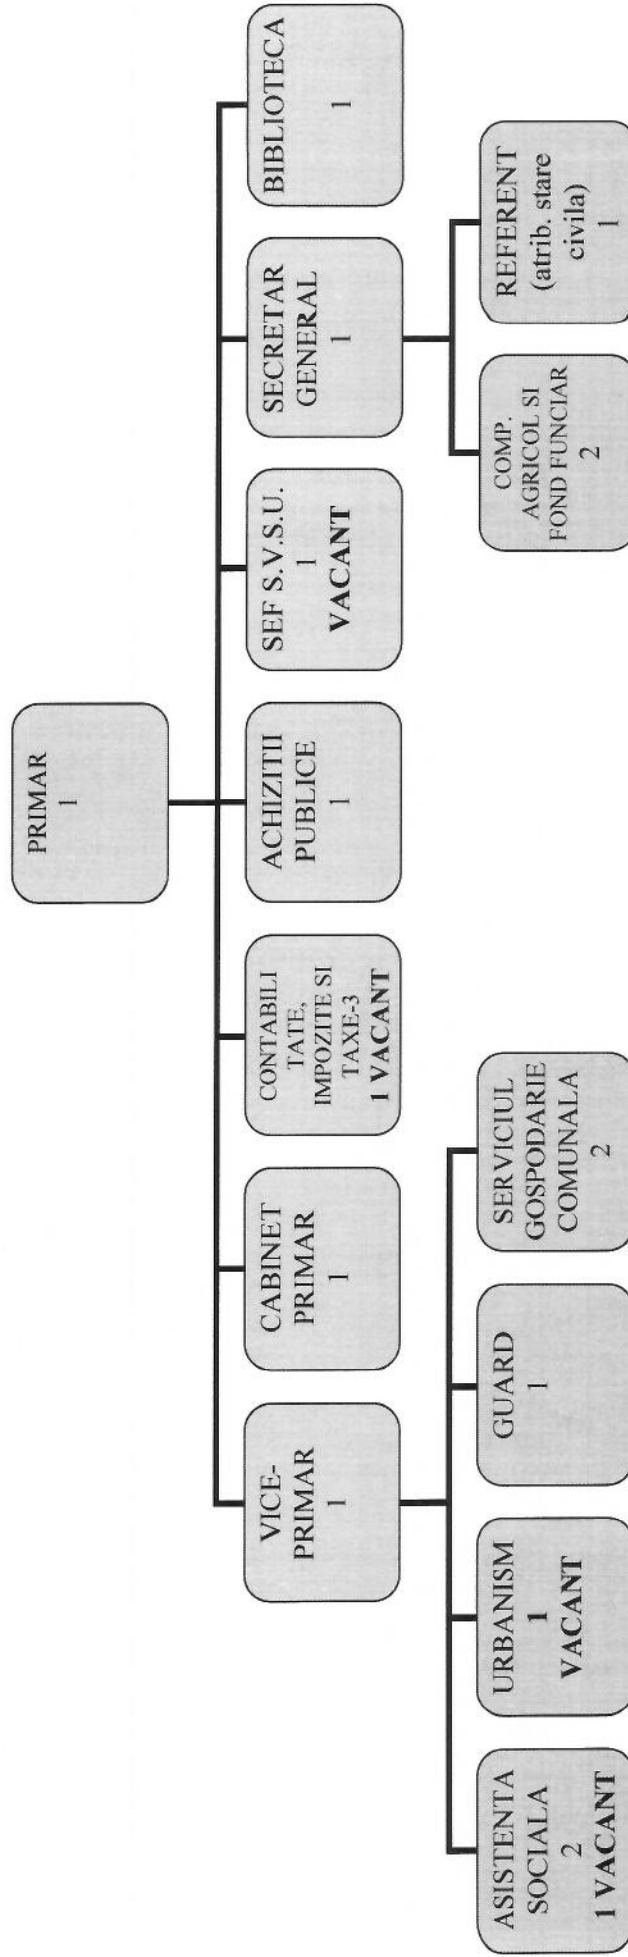 PRIMAR
1
VICE-
PRIMAR
1
CABINET
PRIMAR
1
CONTABILI
TATE,
IMPOZITE SI
TAXE-3
1 VACANT
ACHIZITII
PUBLICE
1
SEF S.V.S.U.
1
VACANT
SECRETAR
GENERAL
1
BIBLIOTECA
1
ASISTENTA
SOCIALA
2
1 VACANT
URBANISM
1
VACANT
GUARD
1
SERVICIUL
GOSPODARIE
COMUNALA
2
COMP.
AGRICOL SI
FOND FUNCIAR
2
REFERENT
(atrib. stare
civila)
1